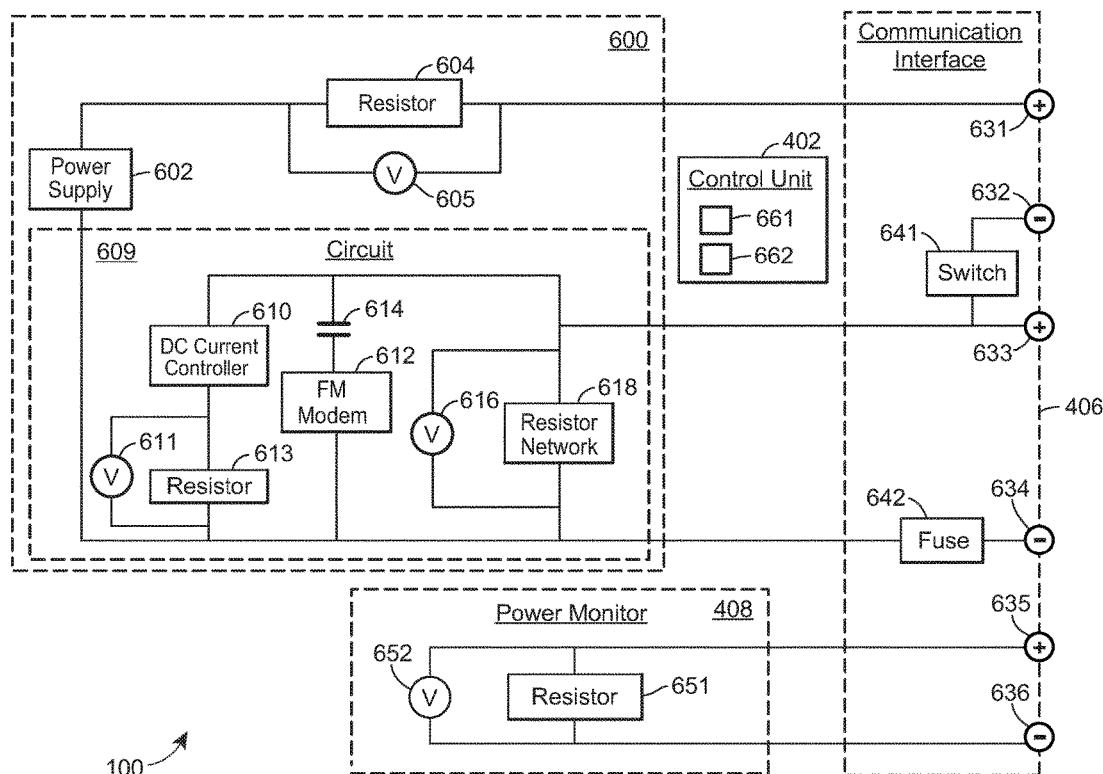 600
Communication
Interface
604
Resistor
+
631
Power
Supply
602
V
605
402
Control Unit
661
662
632
−
641
Switch
609
Circuit
610
DC Current
Controller
614
612
FM
Modem
+
633
616
V
618
Resistor
Network
406
611
V
613
Resistor
642
Fuse
634
−
Power Monitor
408
635
+
652
V
Resistor
651
636
−
100